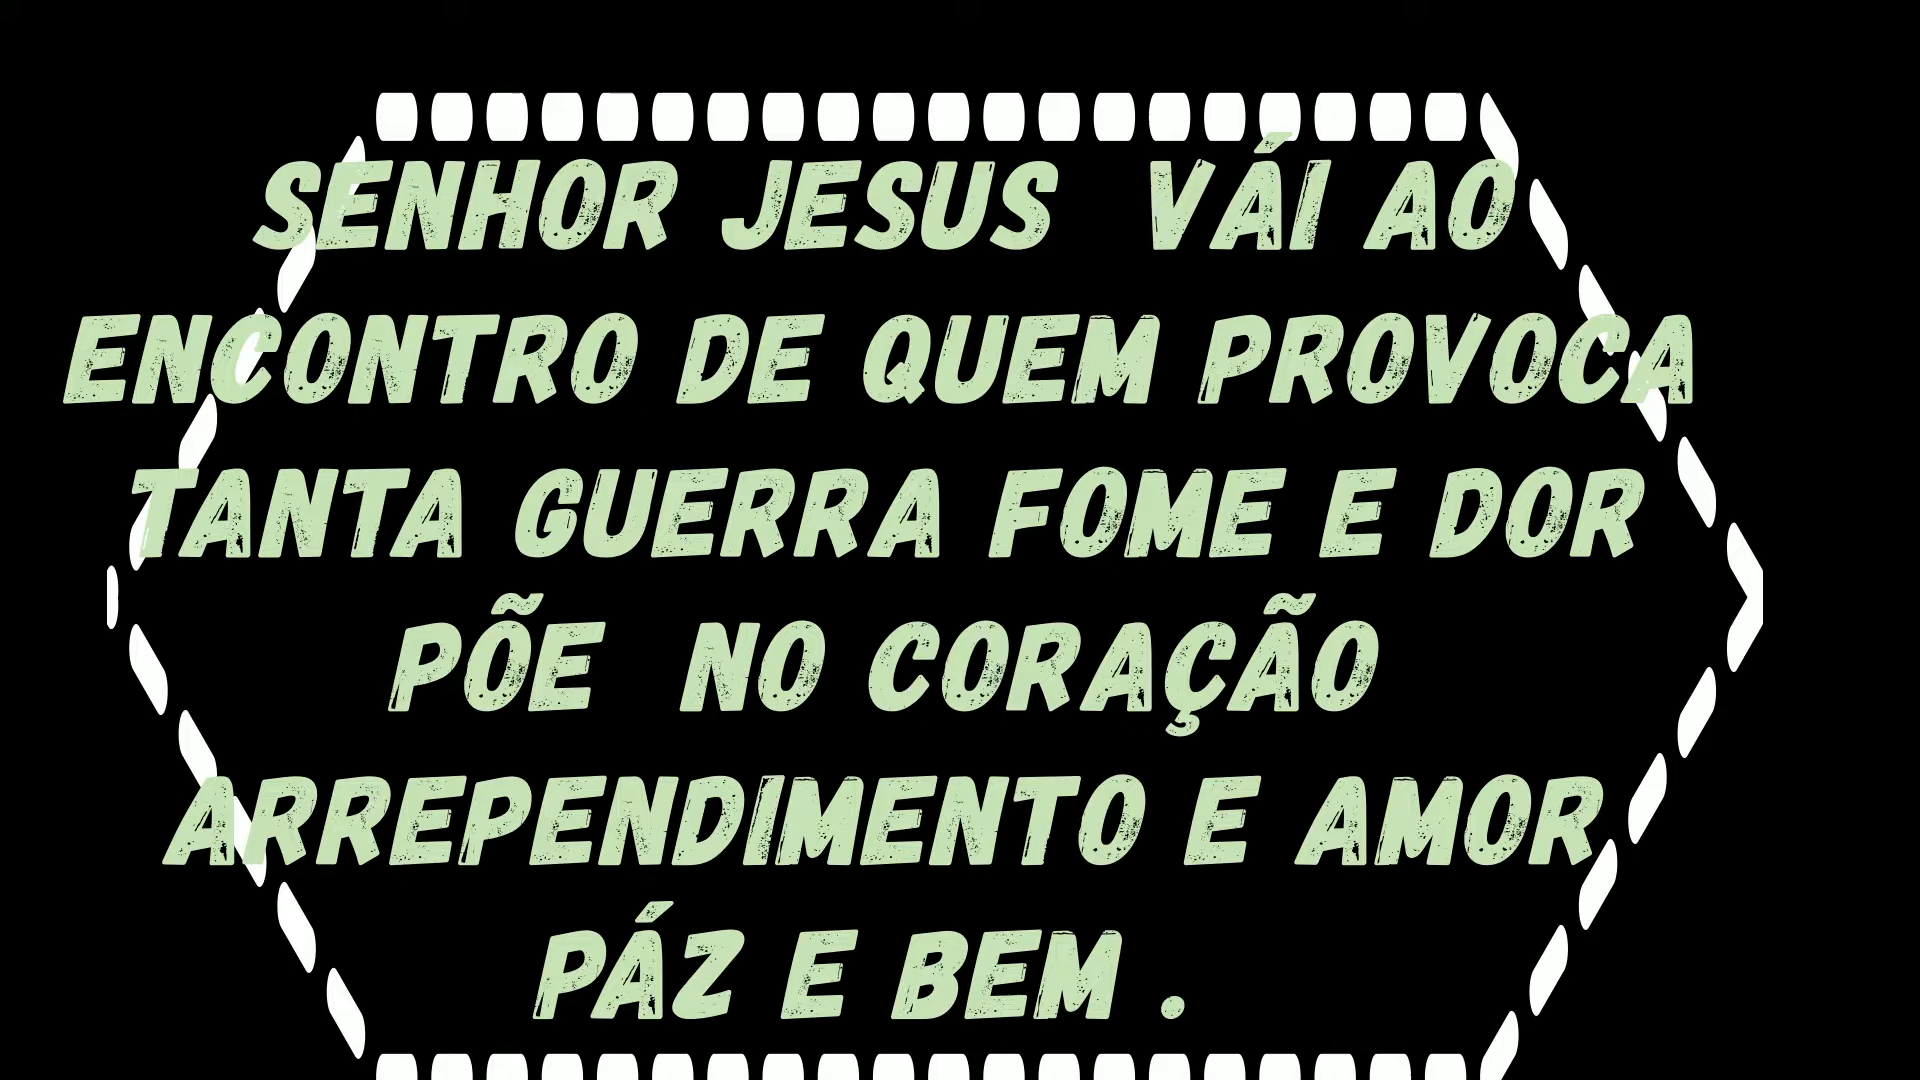 SENHOR JESUS VÁI AO
ENCONTRO DE QUEM PROVOCA
TANTA GUERRA FOME E DOR
PÕE NO CORAÇÃO
ARREPENDIMENTO E AMOR
PÁZ E BEM .